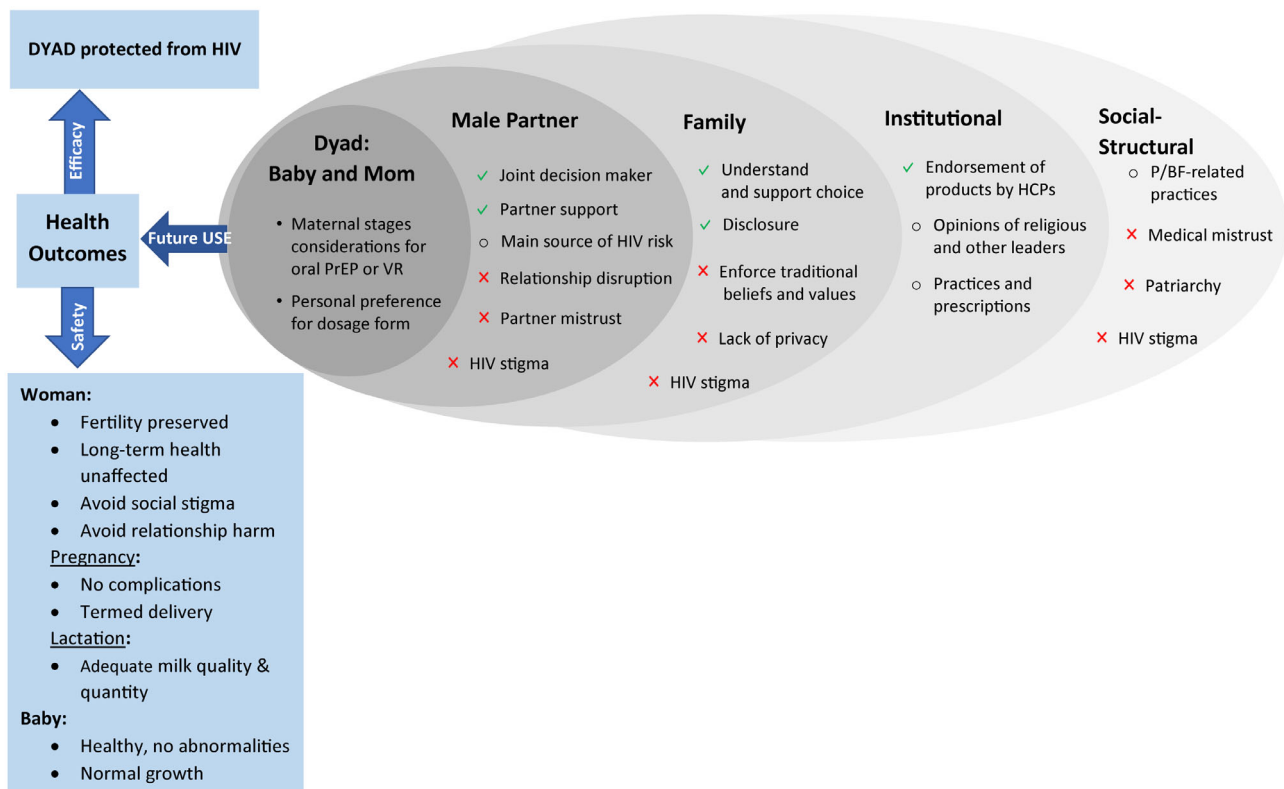 DYAD protected from HIV
Efficacy
Health
Outcomes
Future USE
Safety
Woman:
• Fertility preserved
• Long-term health
unaffected
• Avoid social stigma
• Avoid relationship harm
Pregnancy:
• No complications
• Termed delivery
Lactation:
• Adequate milk quality &
quantity
Baby:
• Healthy, no abnormalities
• Normal growth
Dyad:
Baby and Mom
• Maternal stages
considerations for
oral PrEP or VR
• Personal preference
for dosage form
Male Partner
✓ Joint decision maker
✓ Partner support
○ Main source of HIV risk
✕ Relationship disruption
✕ Partner mistrust
✕ HIV stigma
Family
✓ Understand
and support choice
✓ Disclosure
✕ Enforce traditional
beliefs and values
✕ Lack of privacy
✕ HIV stigma
Institutional
✓ Endorsement of
products by HCPs
○ Opinions of religious
and other leaders
○ Practices and
prescriptions
Social-
Structural
○ P/BF-related
practices
✕ Medical mistrust
✕ Patriarchy
✕ HIV stigma